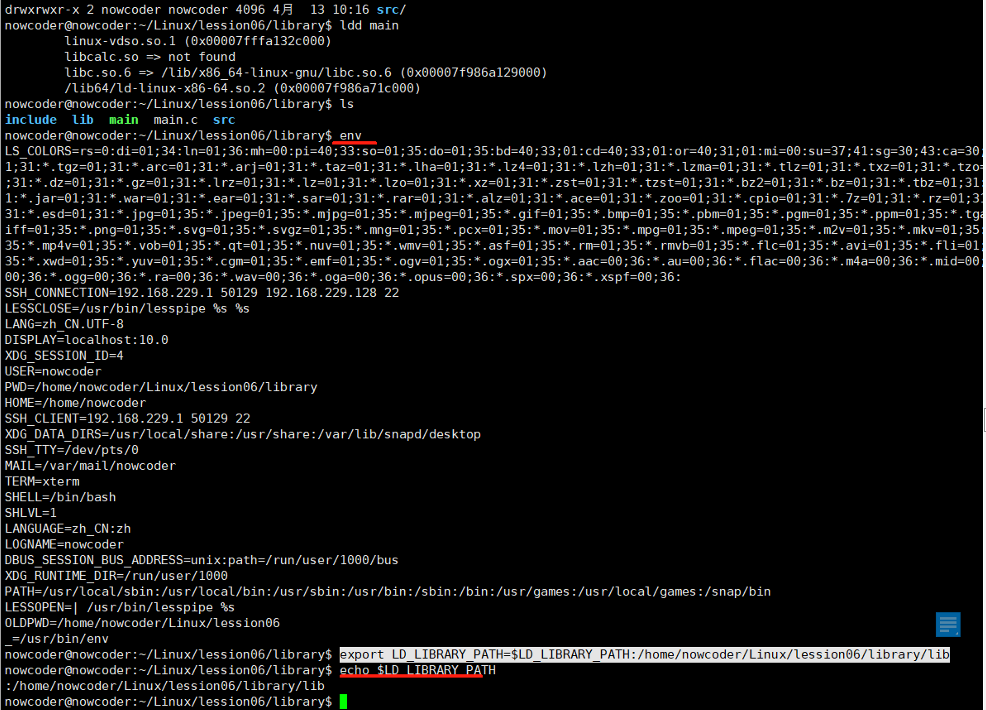 drwxrwxr-x 2 nowcoder nowcoder 4096 4月  13 10:16 src/
nowcoder@nowcoder:~/Linux/lession06/library$ ldd main
        linux-vdso.so.1 (0x00007fffa132c000)
        libcalc.so => not found
        libc.so.6 => /lib/x86_64-linux-gnu/libc.so.6 (0x00007f986a129000)
        /lib64/ld-linux-x86-64.so.2 (0x00007f986a71c000)
nowcoder@nowcoder:~/Linux/lession06/library$ ls
include  lib  main  main.c  src
nowcoder@nowcoder:~/Linux/lession06/library$ env
LS_COLORS=rs=0:di=01;34:ln=01;36:mh=00:pi=40;33:so=01;35:do=01;35:bd=40;33;01:cd=40;33;01:or=40;31;01:mi=00:su=37;41:sg=30;43:ca=30;
1;31:*.tgz=01;31:*.arc=01;31:*.arj=01;31:*.taz=01;31:*.lha=01;31:*.lz4=01;31:*.lzh=01;31:*.lzma=01;31:*.tlz=01;31:*.txz=01;31:*.tzo=
;31:*.dz=01;31:*.gz=01;31:*.lrz=01;31:*.lz=01;31:*.lzo=01;31:*.xz=01;31:*.zst=01;31:*.tzst=01;31:*.bz2=01;31:*.bz=01;31:*.tbz=01;31:
1:*.jar=01;31:*.war=01;31:*.ear=01;31:*.sar=01;31:*.rar=01;31:*.alz=01;31:*.ace=01;31:*.zoo=01;31:*.cpio=01;31:*.7z=01;31:*.rz=01;31
31:*.esd=01;31:*.jpg=01;35:*.jpeg=01;35:*.mjpg=01;35:*.mjpeg=01;35:*.gif=01;35:*.bmp=01;35:*.pbm=01;35:*.pgm=01;35:*.ppm=01;35:*.tga
iff=01;35:*.png=01;35:*.svg=01;35:*.svgz=01;35:*.mng=01;35:*.pcx=01;35:*.mov=01;35:*.mpg=01;35:*.mpeg=01;35:*.m2v=01;35:*.mkv=01;35:
35:*.mp4v=01;35:*.vob=01;35:*.qt=01;35:*.nuv=01;35:*.wmv=01;35:*.asf=01;35:*.rm=01;35:*.rmvb=01;35:*.flc=01;35:*.avi=01;35:*.fli=01;
35:*.xwd=01;35:*.yuv=01;35:*.cgm=01;35:*.emf=01;35:*.ogv=01;35:*.ogx=01;35:*.aac=00;36:*.au=00;36:*.flac=00;36:*.m4a=00;36:*.mid=00;
00;36:*.ogg=00;36:*.ra=00;36:*.wav=00;36:*.oga=00;36:*.opus=00;36:*.spx=00;36:*.xspf=00;36:
SSH_CONNECTION=192.168.229.1 50129 192.168.229.128 22
LESSCLOSE=/usr/bin/lesspipe %s %s
LANG=zh_CN.UTF-8
DISPLAY=localhost:10.0
XDG_SESSION_ID=4
USER=nowcoder
PWD=/home/nowcoder/Linux/lession06/library
HOME=/home/nowcoder
SSH_CLIENT=192.168.229.1 50129 22
XDG_DATA_DIRS=/usr/local/share:/usr/share:/var/lib/snapd/desktop
SSH_TTY=/dev/pts/0
MAIL=/var/mail/nowcoder
TERM=xterm
SHELL=/bin/bash
SHLVL=1
LANGUAGE=zh_CN:zh
LOGNAME=nowcoder
DBUS_SESSION_BUS_ADDRESS=unix:path=/run/user/1000/bus
XDG_RUNTIME_DIR=/run/user/1000
PATH=/usr/local/sbin:/usr/local/bin:/usr/sbin:/usr/bin:/sbin:/bin:/usr/games:/usr/local/games:/snap/bin
LESSOPEN=| /usr/bin/lesspipe %s
OLDPWD=/home/nowcoder/Linux/lession06
_=/usr/bin/env
nowcoder@nowcoder:~/Linux/lession06/library$ export LD_LIBRARY_PATH=$LD_LIBRARY_PATH:/home/nowcoder/Linux/lession06/library/lib
nowcoder@nowcoder:~/Linux/lession06/library$ echo $LD_LIBRARY_PATH
:/home/nowcoder/Linux/lession06/library/lib
nowcoder@nowcoder:~/Linux/lession06/library$